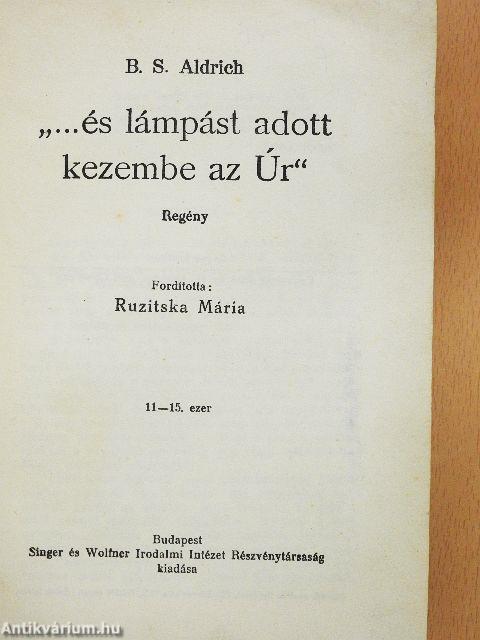 B. S. Aldrich
„...és lámpást adott
kezembe az Úr“
Regény
Fordította:
Ruzitska Mária
11—15. ezer
Budapest
Singer és Wolfner Irodalmi Intézet Részvénytársaság
kiadása
Antikvárium.hu